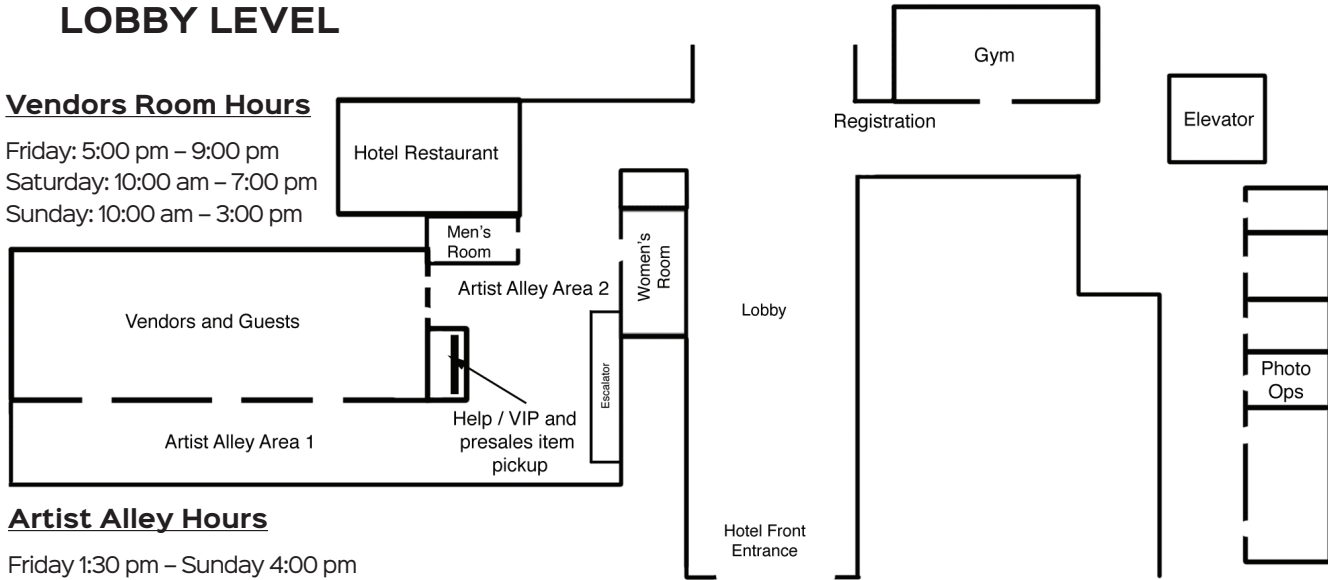 LOBBY LEVEL
Vendors Room Hours
Friday: 5:00 pm – 9:00 pm
Saturday: 10:00 am – 7:00 pm
Sunday: 10:00 am – 3:00 pm
Hotel Restaurant
Men's
Room
Women's
Room
Artist Alley Area 2
Vendors and Guests
Escalator
Help / VIP and
presales item
pickup
Artist Alley Area 1
Artist Alley Hours
Friday 1:30 pm – Sunday 4:00 pm
Gym
Registration
Elevator
Lobby
Photo
Ops
Hotel Front
Entrance